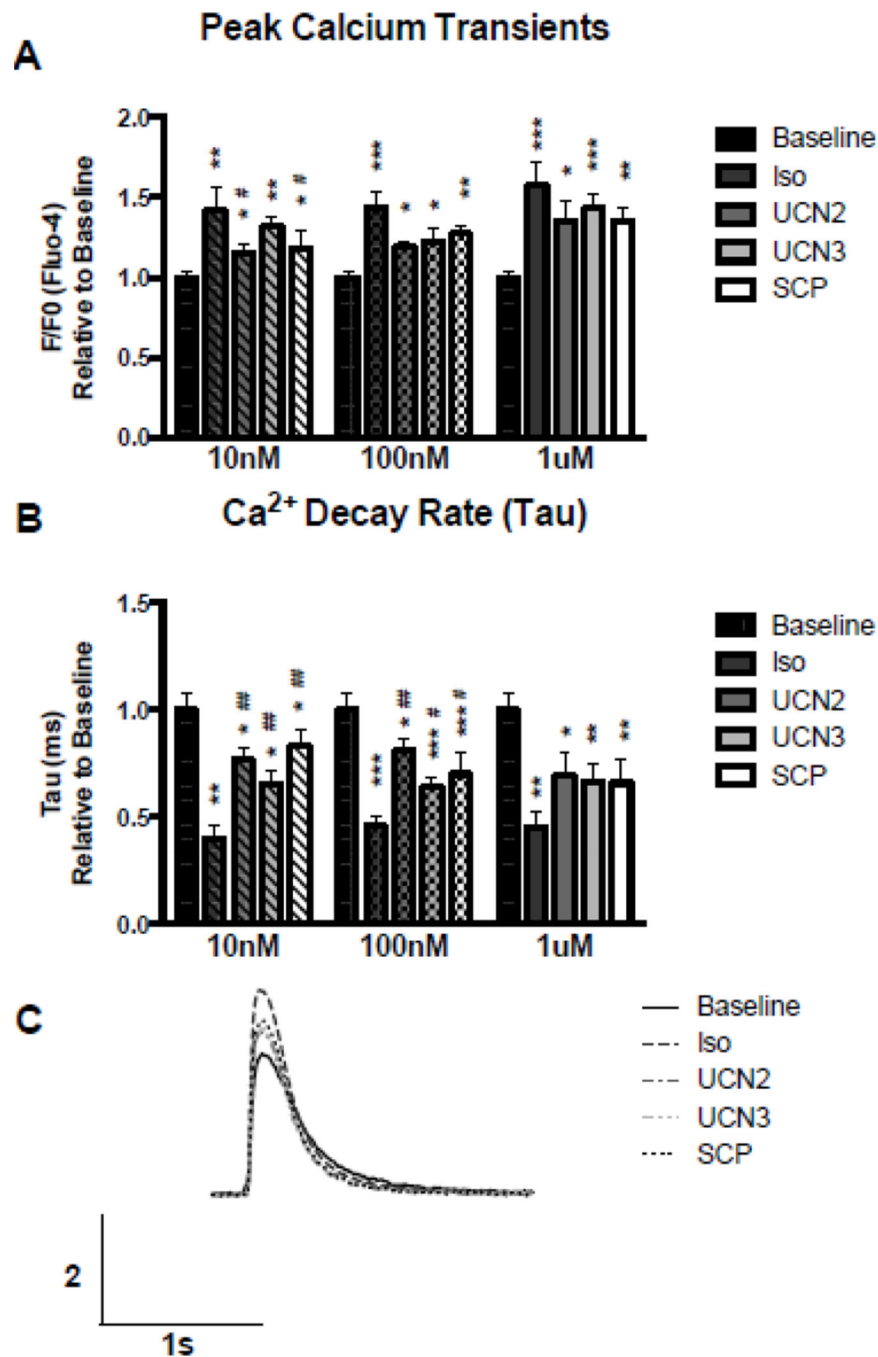 Peak Calcium Transients
A
F/F0 (Fluo-4)
Relative to Baseline
2.0
1.5
1.0
0.5
0.0
**
* #
**
* #
***
*
*
**
***
*
***
**
10nM
100nM
1uM
Baseline
Iso
UCN2
UCN3
SCP
B
Ca2+ Decay Rate (Tau)
Tau (ms)
Relative to Baseline
1.5
1.0
0.5
0.0
**
* ##
* ##
* ##
***
* ##
*** #
*** #
**
*
**
**
10nM
100nM
1uM
Baseline
Iso
UCN2
UCN3
SCP
C
Baseline
Iso
UCN2
UCN3
SCP
2
1s